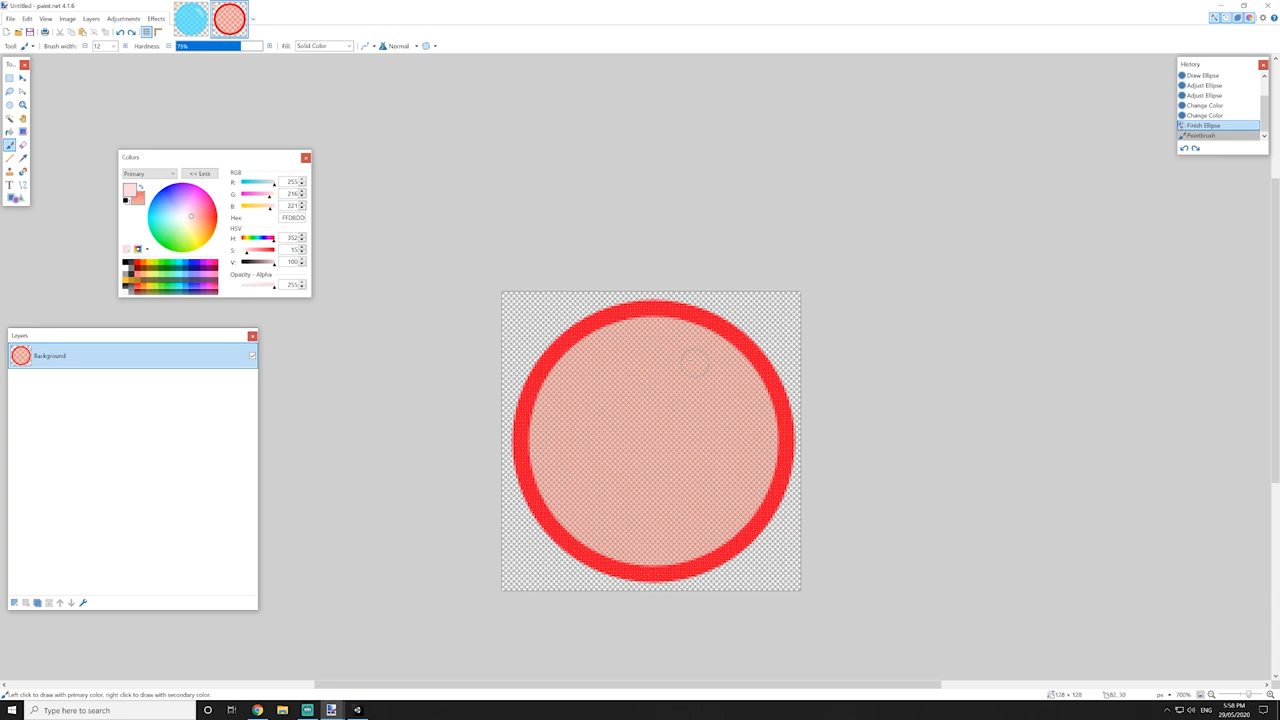 Untitled - paint.net 4.1.6
File Edit View Image Layers Adjustments Effects
Tool: Brush width: 12 Hardness: 75% Fill: Solid Color Normal
To...
Colors
Primary << Less
RGB
R: 255
G: 216
B: 221
Hex: FFD8DD
HSV
H: 352
S: 15
V: 100
Opacity - Alpha
255
Layers
Background
History
Draw Ellipse
Adjust Ellipse
Adjust Ellipse
Change Color
Change Color
Finish Ellipse
Paintbrush
Left click to draw with primary color, right click to draw with secondary color.
128 × 128 82, 30 px 700%
Type here to search
ENG
5:58 PM
29/05/2020